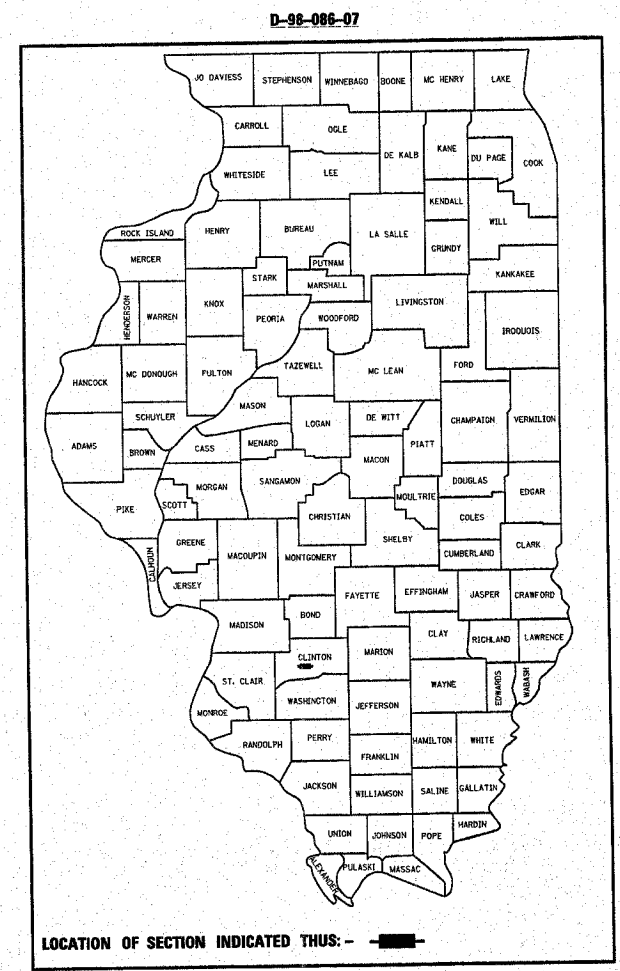 D-98-086-07
JO DAVIESS
STEPHENSON
WINNEBAGO
BOONE
MC HENRY
LAKE
CARROLL
OGLE
DE KALB
KANE
DU PAGE
COOK
WHITESIDE
LEE
KENDALL
WILL
ROCK ISLAND
HENRY
BUREAU
LA SALLE
GRUNDY
MERCER
PUTNAM
STARK
MARSHALL
KANKAKEE
HENDERSON
WARREN
KNOX
PEORIA
WOODFORD
LIVINGSTON
IROQUOIS
HANCOCK
MC DONOUGH
FULTON
TAZEWELL
MC LEAN
FORD
SCHUYLER
MASON
LOGAN
DE WITT
CHAMPAIGN
VERMILION
ADAMS
BROWN
CASS
MENARD
MACON
PIATT
PIKE
SCOTT
MORGAN
SANGAMON
CHRISTIAN
MOULTRIE
DOUGLAS
EDGAR
COLES
CALHOUN
GREENE
MACOUPIN
MONTGOMERY
SHELBY
CUMBERLAND
CLARK
JERSEY
FAYETTE
EFFINGHAM
JASPER
CRAWFORD
MADISON
BOND
CLAY
RICHLAND
LAWRENCE
CLINTON
MARION
ST. CLAIR
WAYNE
EDWARDS
WABASH
WASHINGTON
JEFFERSON
MONROE
RANDOLPH
PERRY
HAMILTON
WHITE
FRANKLIN
JACKSON
WILLIAMSON
SALINE
GALLATIN
UNION
JOHNSON
POPE
HARDIN
ALEXANDER
PULASKI
MASSAC
LOCATION OF SECTION INDICATED THUS: -